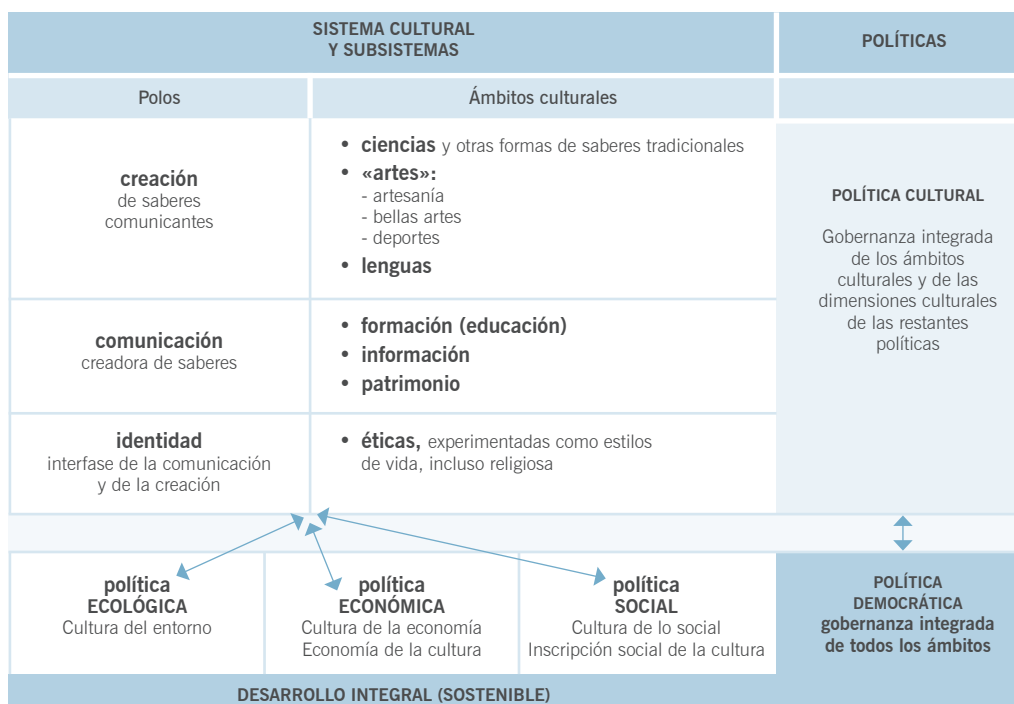 SISTEMA CULTURAL
Y SUBSISTEMAS
POLÍTICAS
Polos
Ámbitos culturales
creación
de saberes
comunicantes
• ciencias y otras formas de saberes tradicionales
• «artes»:
- artesanía
- bellas artes
- deportes
• lenguas
POLÍTICA CULTURAL
Gobernanza integrada
de los ámbitos
culturales y de las
dimensiones culturales
de las restantes
políticas
comunicación
creadora de saberes
• formación (educación)
• información
• patrimonio
identidad
interfase de la comunicación
y de la creación
• éticas, experimentadas como estilos
de vida, incluso religiosa
política
ECOLÓGICA
Cultura del entorno
política
ECONÓMICA
Cultura de la economía
Economía de la cultura
política
SOCIAL
Cultura de lo social
Inscripción social de la cultura
POLÍTICA
DEMOCRÁTICA
gobernanza integrada
de todos los ámbitos
DESARROLLO INTEGRAL (SOSTENIBLE)